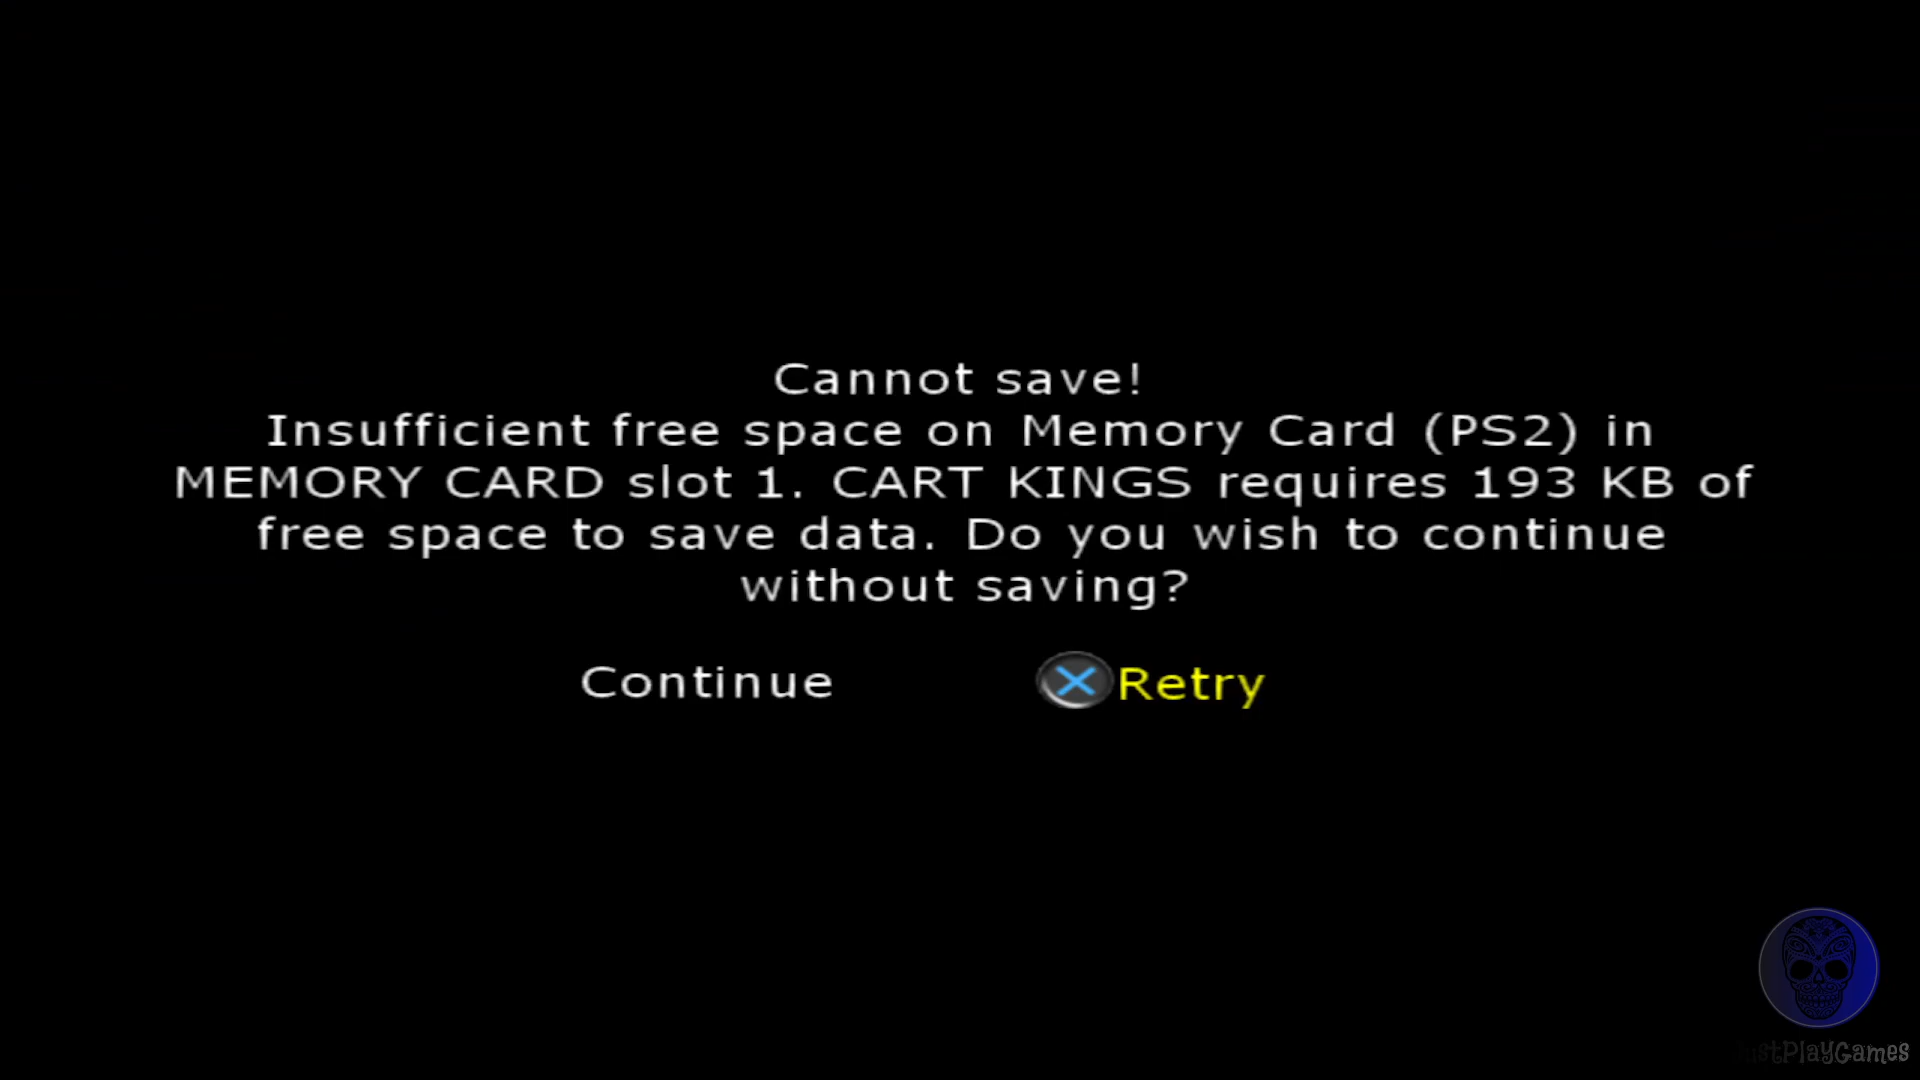 Cannot save!
Insufficient free space on Memory Card (PS2) in
MEMORY CARD slot 1. CART KINGS requires 193 KB of
free space to save data. Do you wish to continue
without saving?
Continue Retry
JustPlayGames